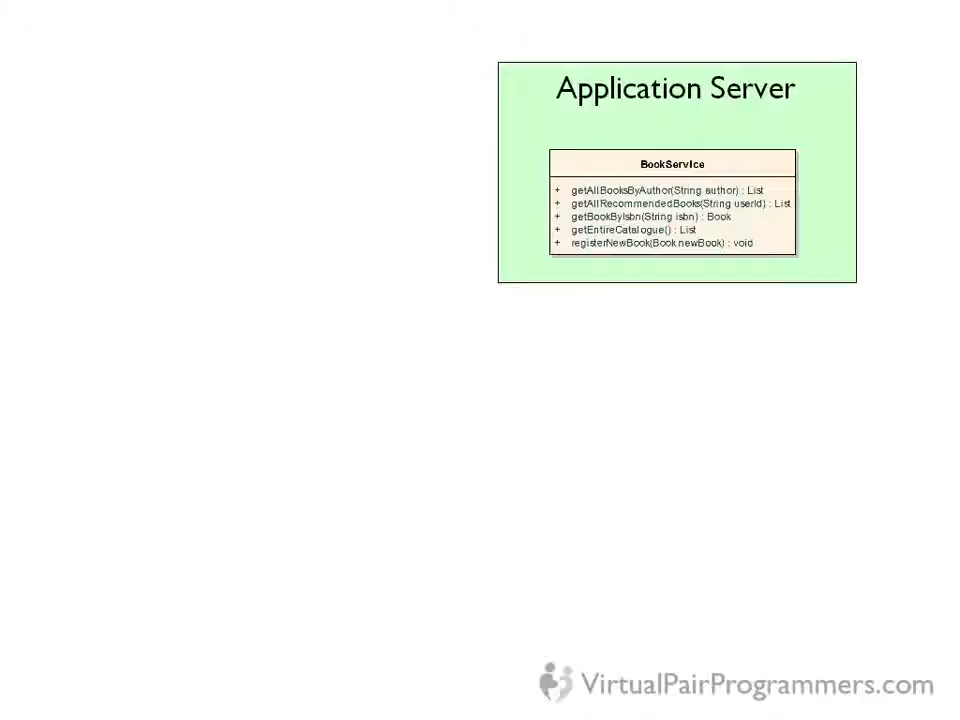 Application Server
BookService
+ getAllBooksByAuthor(String author) : List
+ getAllRecommendedBooks(String userId) : List
+ getBookByIsbn(String isbn) : Book
+ getEntireCatalogue() : List
+ registerNewBook(Book newBook) : void
VirtualPairProgrammers.com